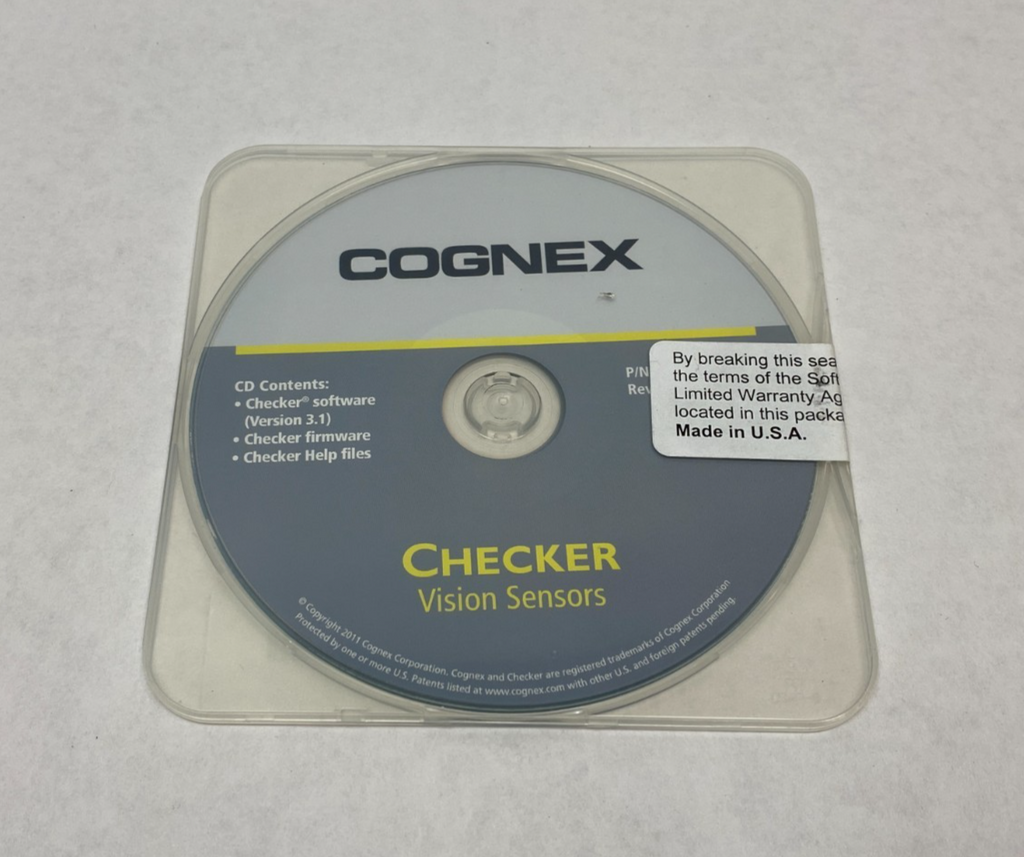 COGNEX
CD Contents:
• Checker® software
(Version 3.1)
• Checker firmware
• Checker Help files
P/N
Rev
By breaking this sea
the terms of the Soft
Limited Warranty Ag
located in this packa
Made in U.S.A.
CHECKER
Vision Sensors
© Copyright 2011 Cognex Corporation. Cognex and Checker are registered trademarks of Cognex Corporation
Protected by one or more U.S. Patents listed at www.cognex.com with other U.S. and foreign patents pending.